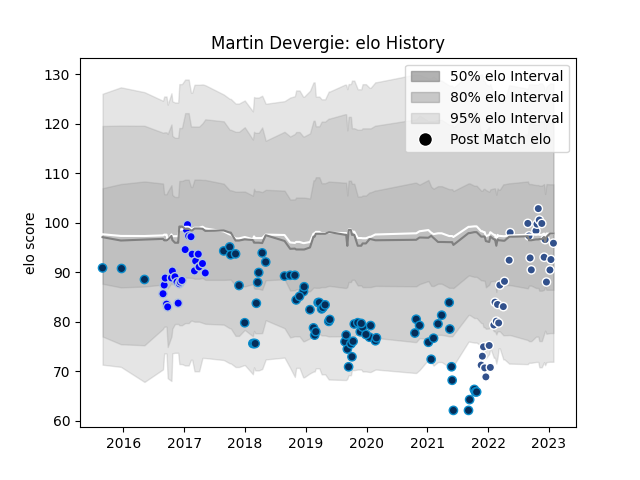 Martin Devergie: elo History
50% elo Interval
80% elo Interval
95% elo Interval
Post Match elo
elo score
130
120
110
100
90
80
70
60
2016 2017 2018 2019 2020 2021 2022 2023